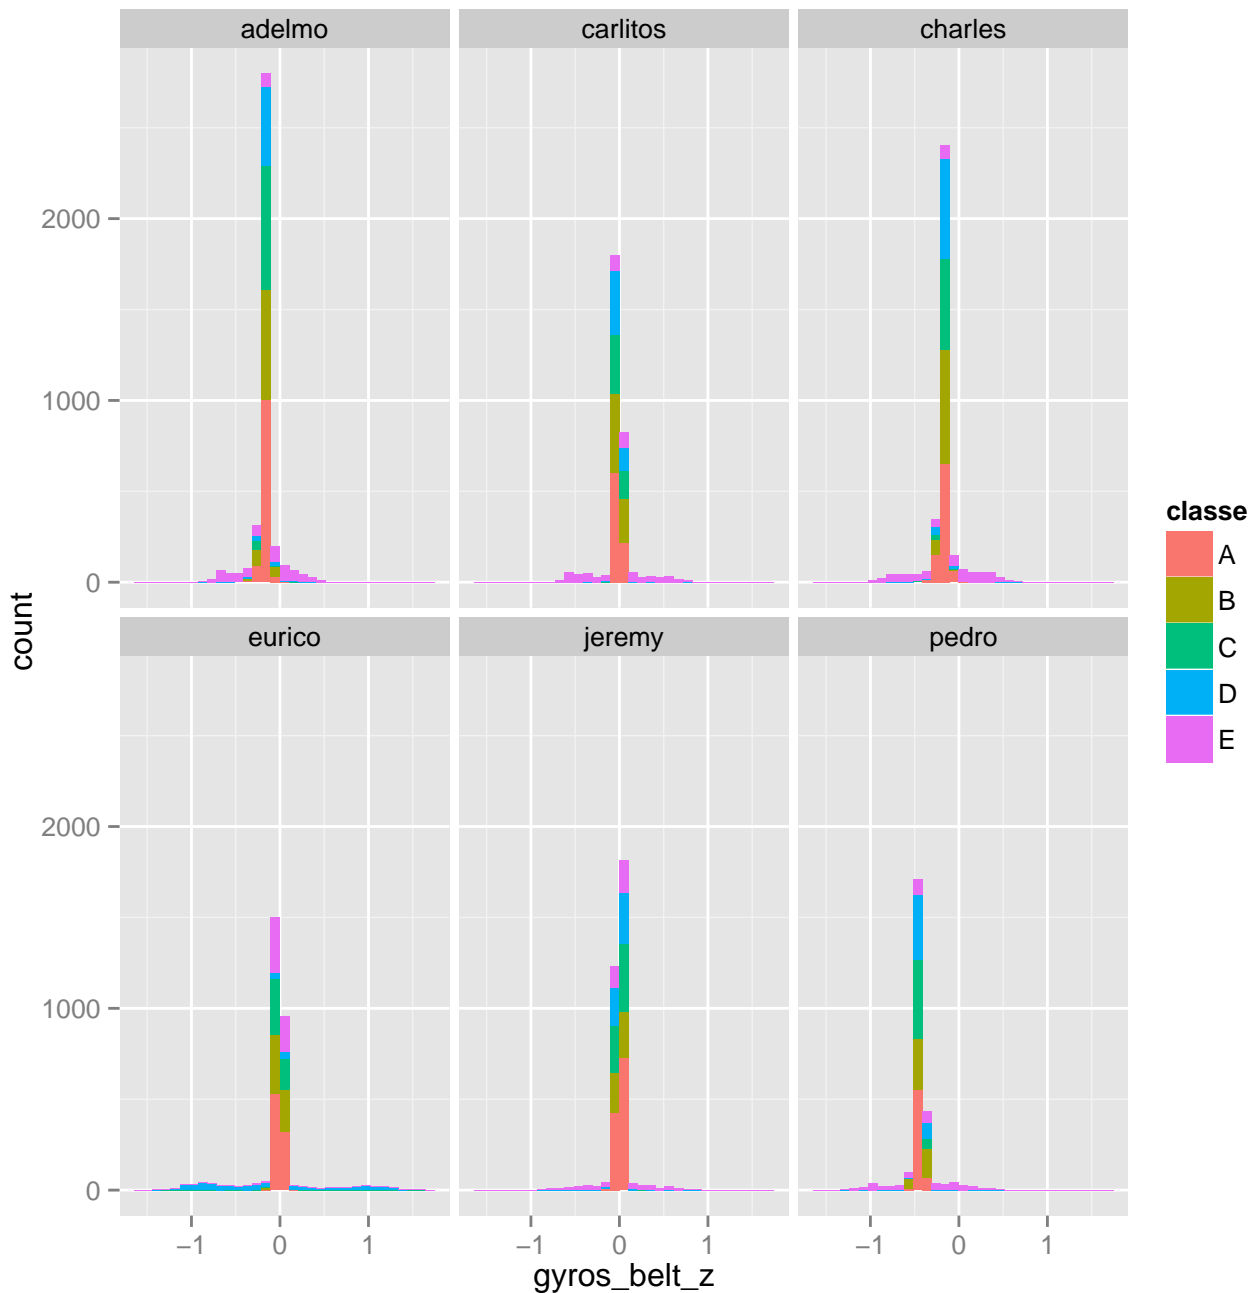 adelmo carlitos charles
2000
1000
0
eurico jeremy pedro
2000
1000
0
−1 0 1 −1 0 1 −1 0 1
gyros_belt_z
count
classe
A
B
C
D
E